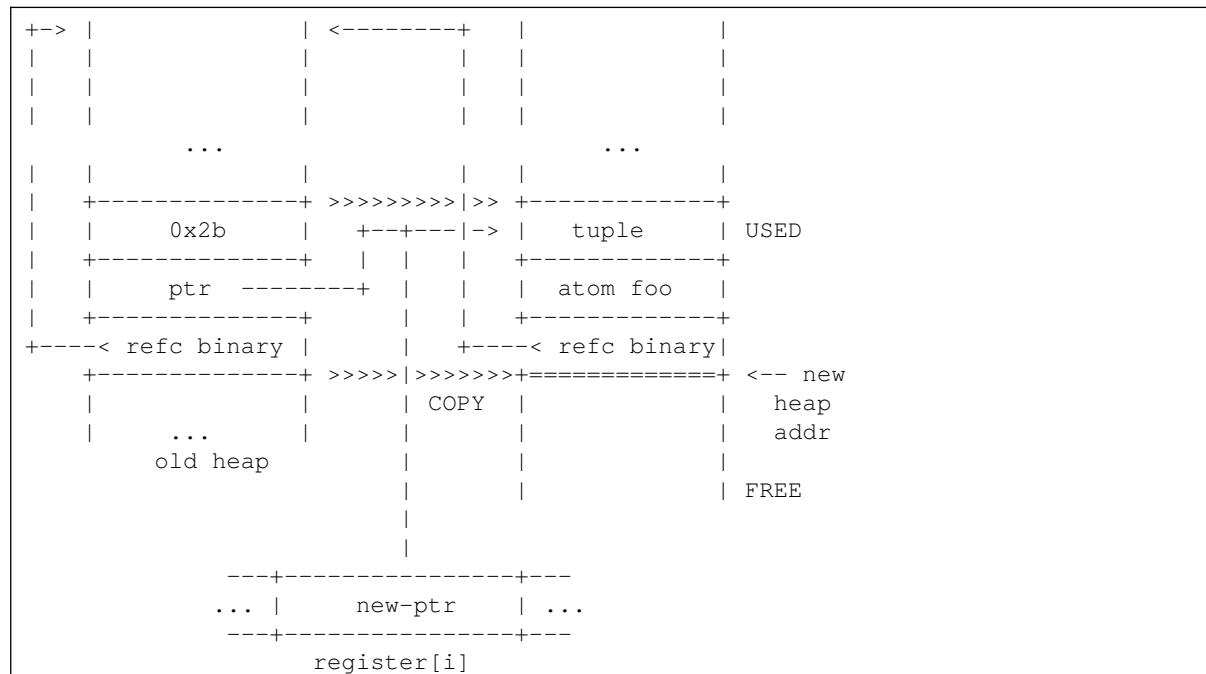 +-> |              | <--------+   |             |
|   |              |          |   |             |
|   |              |          |   |             |
|   |              |          |   |             |
           ...                          ...
|   |              |          |   |             |
|   +--------------+ >>>>>>>>>|>> +-------------+
|   |     0x2b     |   +--+---|-> |   tuple     | USED
|   +--------------+   |  |   |   +-------------+
|   |     ptr  --------+  |   |   |  atom foo   |
|   +--------------+      |   |   +-------------+
+----< refc binary |      |   +----< refc binary|
    +--------------+ >>>>>|>>>>>>>+=============+ <-- new
    |              |      | COPY  |             |   heap
    |     ...      |      |       |             |   addr
        old heap          |       |             |
                          |       |             | FREE
                          |
                          |
              ---+----------------+---
             ... |    new-ptr     | ...
              ---+----------------+---
                    register[i]